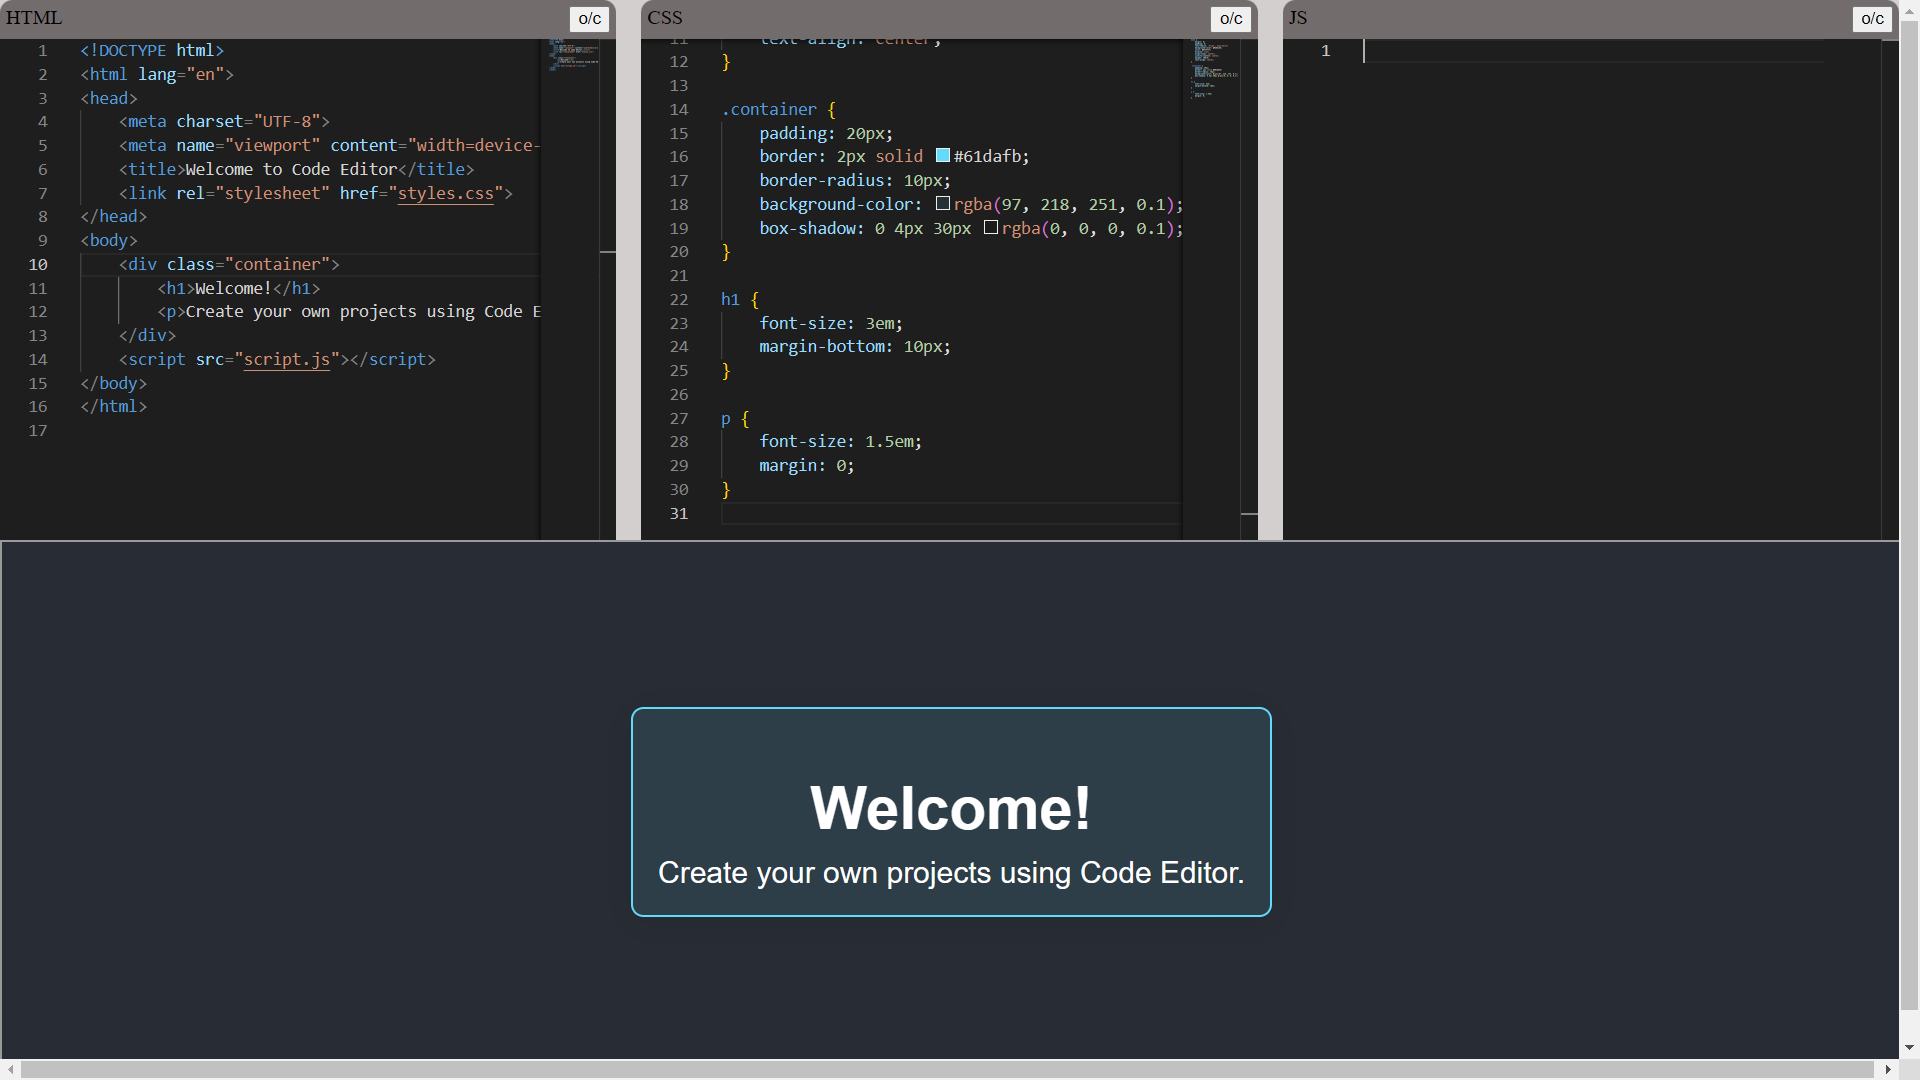 HTML o/c
1 <!DOCTYPE html>
2 <html lang="en">
3 <head>
4 <meta charset="UTF-8">
5 <meta name="viewport" content="width=device-
6 <title>Welcome to Code Editor</title>
7 <link rel="stylesheet" href="styles.css">
8 </head>
9 <body>
10 <div class="container">
11 <h1>Welcome!</h1>
12 <p>Create your own projects using Code E
13 </div>
14 <script src="script.js"></script>
15 </body>
16 </html>
17
CSS o/c
11 text-align: center;
12 }
13
14 .container {
15 padding: 20px;
16 border: 2px solid #61dafb;
17 border-radius: 10px;
18 background-color: rgba(97, 218, 251, 0.1);
19 box-shadow: 0 4px 30px rgba(0, 0, 0, 0.1);
20 }
21
22 h1 {
23 font-size: 3em;
24 margin-bottom: 10px;
25 }
26
27 p {
28 font-size: 1.5em;
29 margin: 0;
30 }
31
JS o/c
1
Welcome!
Create your own projects using Code Editor.